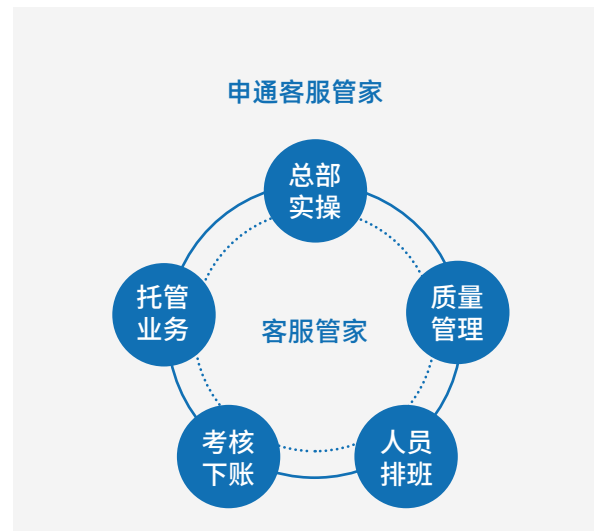 申通客服管家
总部
实操
托管
业务
质量
管理
客服管家
考核
下账
人员
排班